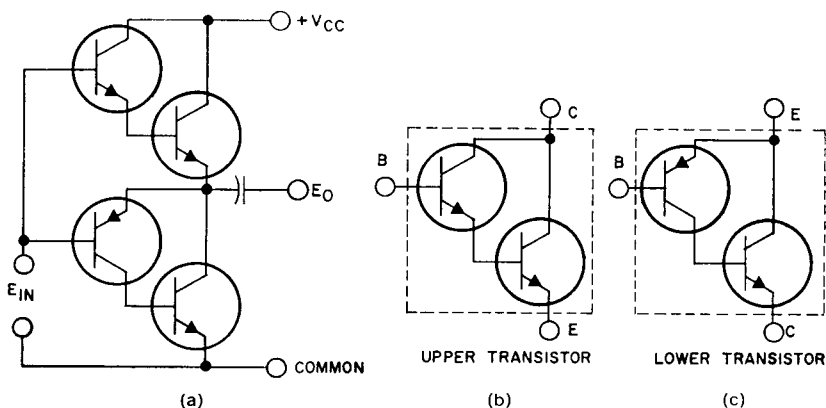 +VCC
EO
EIN
COMMON
(a)
C
B
E
UPPER TRANSISTOR
(b)
E
B
C
LOWER TRANSISTOR
(c)